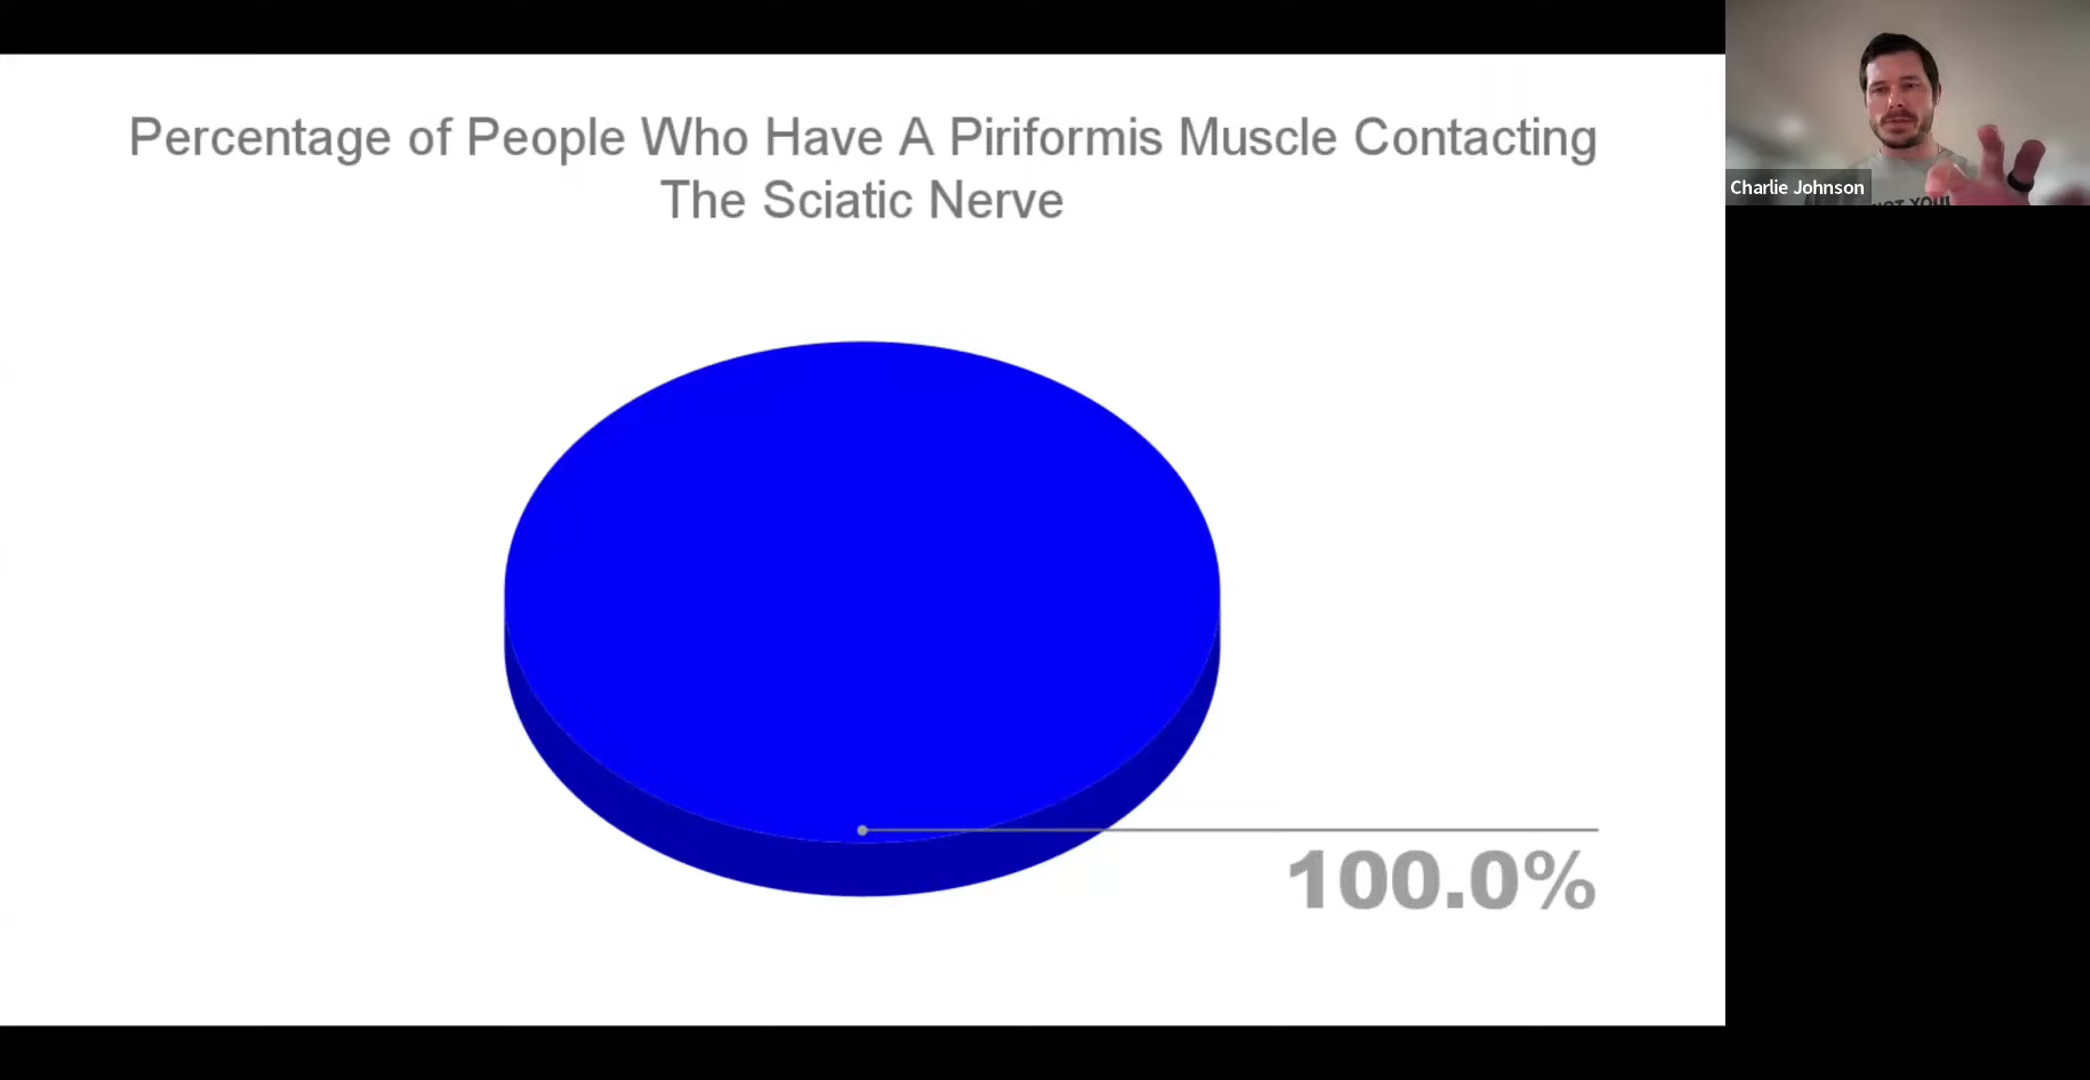 Percentage of People Who Have A Piriformis Muscle Contacting
The Sciatic Nerve
Charlie Johnson
100.0%